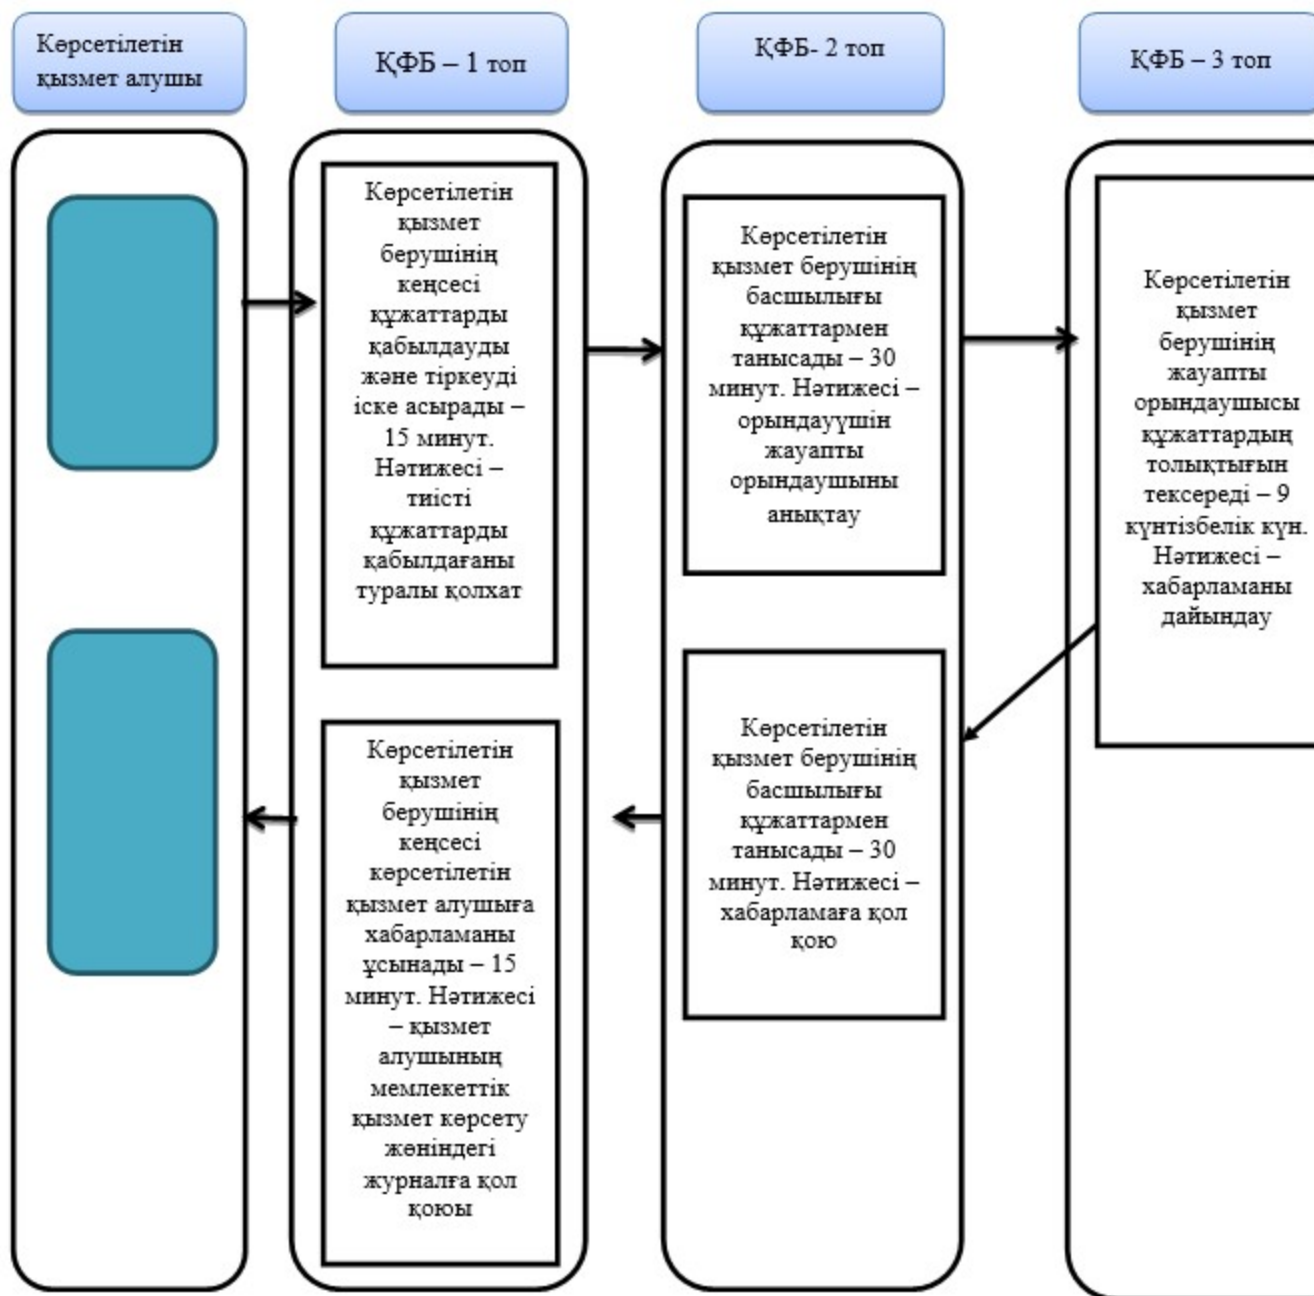 Көрсетілетін
қызмет алушы
ҚФБ – 1 топ
ҚФБ- 2 топ
ҚФБ – 3 топ
Көрсетілетін
қызмет
берушінің
кеңсесі
құжаттарды
қабылдауды
және тіркеуді
іске асырады –
15 минут.
Нәтижесі –
тиісті
құжаттарды
қабылдағаны
туралы қолхат
Көрсетілетін
қызмет
берушінің
кеңсесі
көрсетілетін
қызмет алушыға
хабарламаны
ұсынады – 15
минут. Нәтижесі
– қызмет
алушының
мемлекеттік
қызмет көрсету
жөніндегі
журналға қол
қоюы
Көрсетілетін
қызмет берушінің
басшылығы
құжаттармен
танысады – 30
минут. Нәтижесі –
орындауүшін
жауапты
орындаушыны
анықтау
Көрсетілетін
қызмет берушінің
басшылығы
құжаттармен
танысады – 30
минут. Нәтижесі –
хабарламаға қол
қою
Көрсетілетін
қызмет
берушінің
жауапты
орындаушысы
құжаттардың
толықтығын
тексереді – 9
күнтізбелік күн.
Нәтижесі –
хабарламаны
дайындау